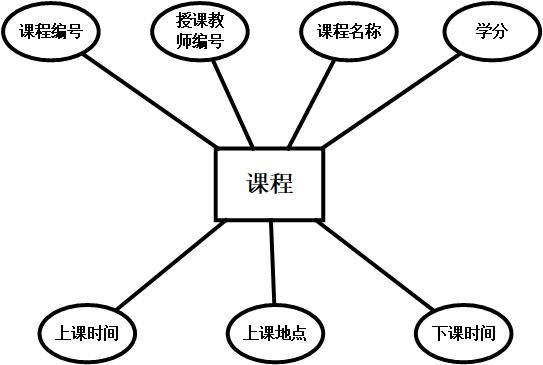 课程编号
授课教
师编号
课程名称
学分
课程
上课时间
上课地点
下课时间